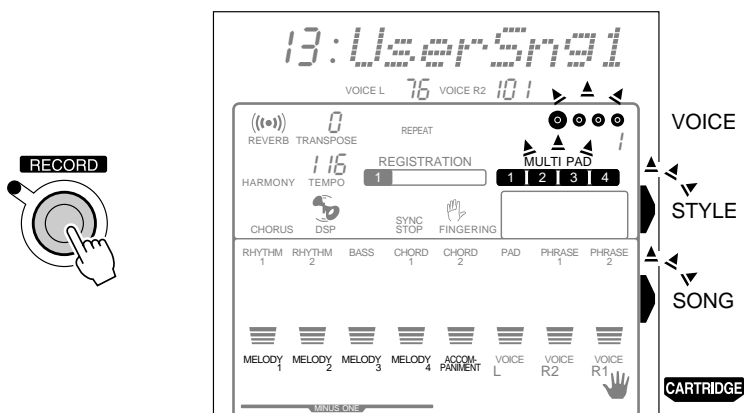 13:UserSng1
VOICE L 76 VOICE R2 101
REVERB 0 TRANSPOSE REPEAT 1
VOICE
RECORD
HARMONY 116 TEMPO REGISTRATION 1 MULTI PAD 1 2 3 4
STYLE
CHORUS DSP SYNC STOP FINGERING
RHYTHM 1 RHYTHM 2 BASS CHORD 1 CHORD 2 PAD PHRASE 1 PHRASE 2
SONG
MELODY 1 MELODY 2 MELODY 3 MELODY 4 ACCOM-PANIMENT VOICE L VOICE R2 VOICE R1
CARTRIDGE
MINUS ONE